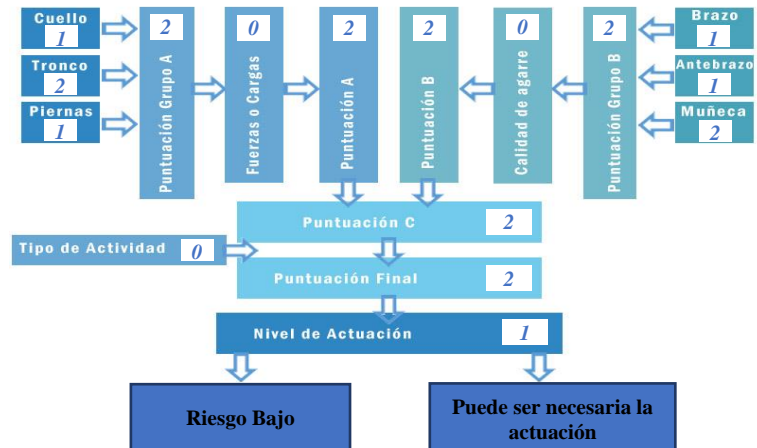 Cuello
1
Tronco
2
Piernas
1
2
Puntuación Grupo A
0
Fuerzas o Cargas
2
Puntuación A
2
Puntuación B
0
Calidad de agarre
2
Puntuación Grupo B
Brazo
1
Antebrazo
1
Muñeca
2
Puntuación C 2
Tipo de Actividad 0
Puntuación Final 2
Nivel de Actuación 1
Riesgo Bajo
Puede ser necesaria la
actuación